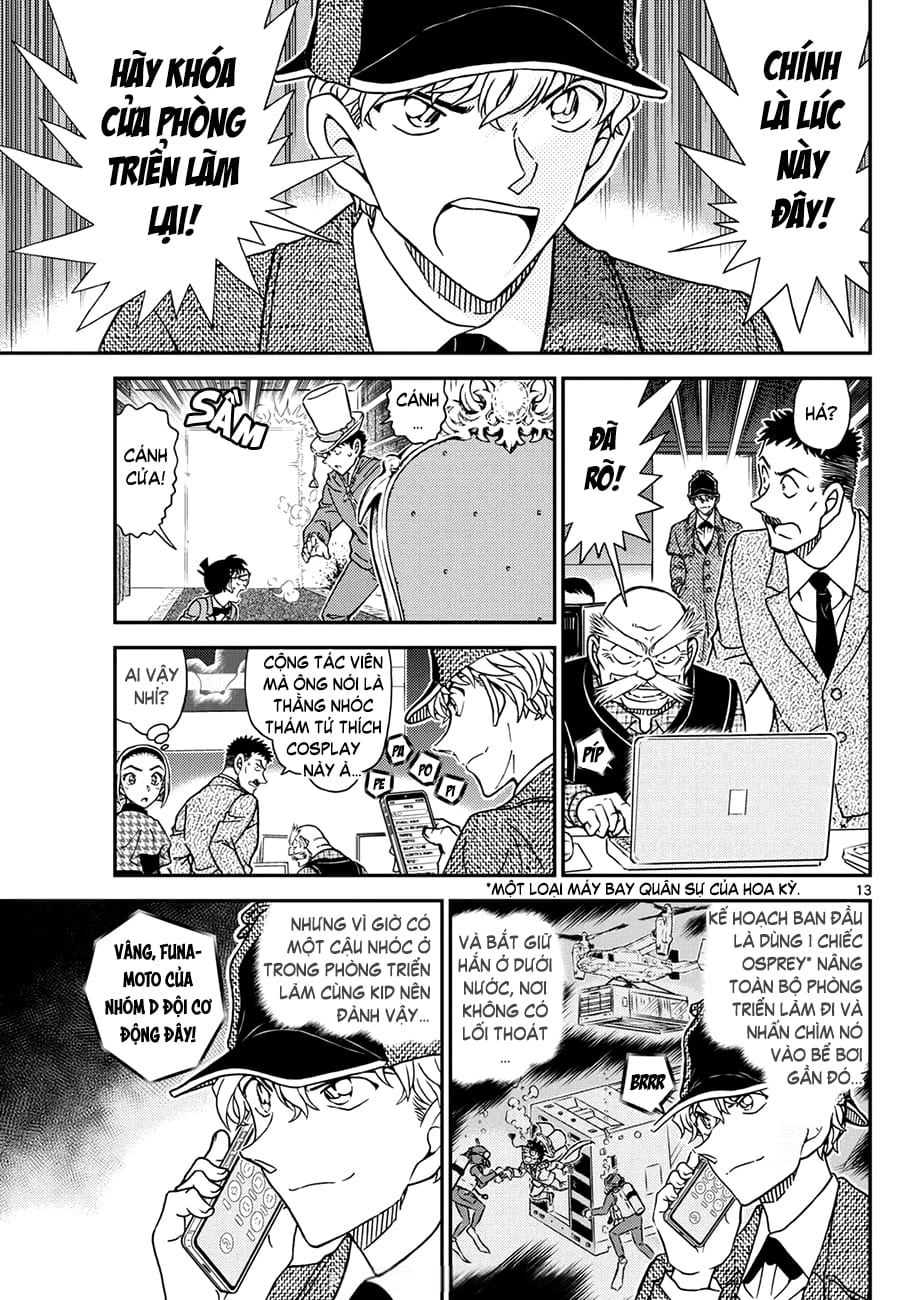 CHÍNH
LÀ LÚC
NÀY
ĐÂY!
HÃY KHÓA
CỬA PHÒNG
TRIỂN LÃM
LẠI!
HẢ?
ĐÃ
RÕ!
PÍP
CÁNH
...
SẦM
CÁNH
CỬA!
CỘNG TÁC VIÊN
MÀ ÔNG NÓI LÀ
THẰNG NHÓC
THÁM TỬ THÍCH
COSPLAY
NÀY À...
AI VẬY
NHỈ?
PA
PO
PE
PI
*MỘT LOẠI MÁY BAY QUÂN SỰ CỦA HOA KỲ.
13
KẾ HOẠCH BAN ĐẦU
LÀ DÙNG 1 CHIẾC
OSPREY* NÂNG
TOÀN BỘ PHÒNG
TRIỂN LÃM ĐI VÀ
NHẤN CHÌM NÓ
VÀO BỂ BƠI
GẦN ĐÓ...
VÀ BẮT GIỮ
HẮN Ở DƯỚI
NƯỚC, NƠI
KHÔNG CÓ
LỐI THOÁT
...
BRRR
NHƯNG VÌ GIỜ CÓ
MỘT CẬU NHÓC Ở
TRONG PHÒNG TRIỂN
LÃM CÙNG KID NÊN
ĐÀNH VẬY...
VÂNG, FUNA-
MOTO CỦA
NHÓM D ĐỘI CƠ
ĐỘNG ĐÂY!